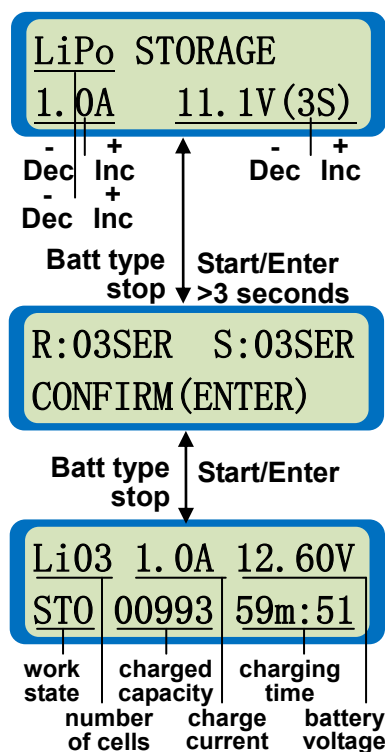 LiPo STORAGE
1.0A 11.1V(3S)
- + - +
Dec Inc Dec Inc
- +
Dec Inc
Batt type Start/Enter
stop >3 seconds
R:03SER S:03SER
CONFIRM(ENTER)
Batt type Start/Enter
stop
Li03 1.0A 12.60V
STO 00993 59m:51
work charged charging
state capacity time
number charge battery
of cells current voltage